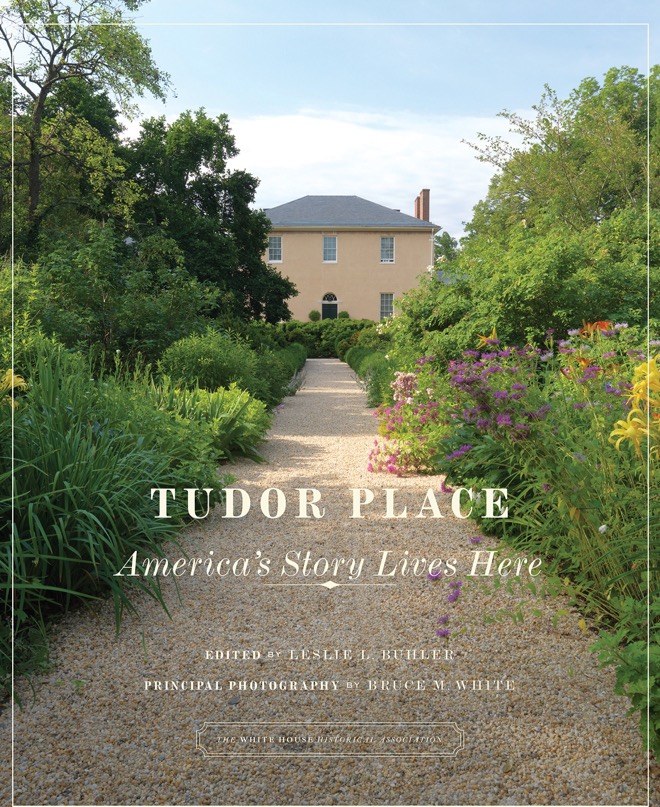 TUDOR PLACE
America's Story Lives Here
EDITED BY LESLIE L. BUHLER
PRINCIPAL PHOTOGRAPHY BY BRUCE M. WHITE
THE WHITE HOUSE HISTORICAL ASSOCIATION